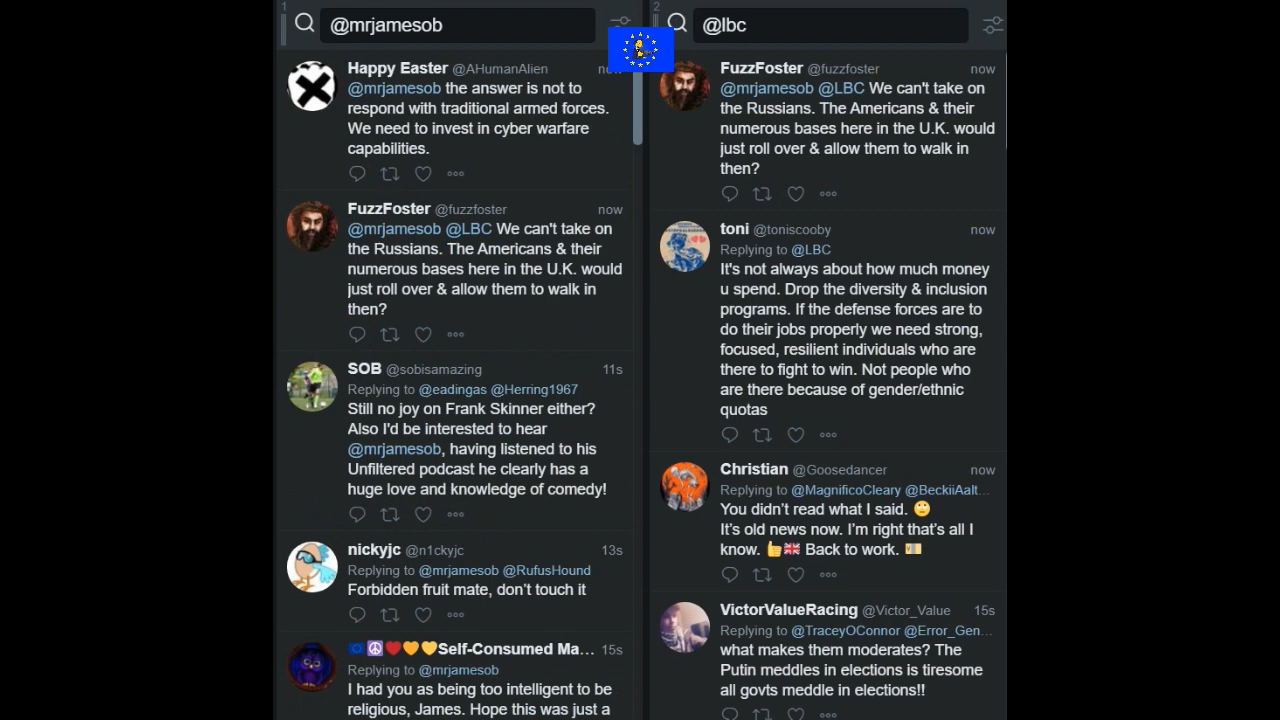 1
@mrjamesob
Happy Easter @AHumanAlien now
@mrjamesob the answer is not to
respond with traditional armed forces.
We need to invest in cyber warfare
capabilities.
FuzzFoster @fuzzfoster now
@mrjamesob @LBC We can't take on
the Russians. The Americans & their
numerous bases here in the U.K. would
just roll over & allow them to walk in
then?
SOB @sobisamazing 11s
Replying to @eadingas @Herring1967
Still no joy on Frank Skinner either?
Also I'd be interested to hear
@mrjamesob, having listened to his
Unfiltered podcast he clearly has a
huge love and knowledge of comedy!
nickyjc @n1ckyjc 13s
Replying to @mrjamesob @RufusHound
Forbidden fruit mate, don’t touch it
🇪🇺☮️❤️🧡💛Self-Consumed Ma... 15s
Replying to @mrjamesob
I had you as being too intelligent to be
religious, James. Hope this was just a
2
@lbc
FuzzFoster @fuzzfoster now
@mrjamesob @LBC We can't take on
the Russians. The Americans & their
numerous bases here in the U.K. would
just roll over & allow them to walk in
then?
toni @toniscooby now
Replying to @LBC
It's not always about how much money
u spend. Drop the diversity & inclusion
programs. If the defense forces are to
do their jobs properly we need strong,
focused, resilient individuals who are
there to fight to win. Not people who
are there because of gender/ethnic
quotas
Christian @Goosedancer now
Replying to @MagnificoCleary @BeckiiAalt...
You didn’t read what I said. 🙄
It’s old news now. I’m right that’s all I
know. 👍🇬🇧 Back to work. 💴
VictorValueRacing @Victor_Value 15s
Replying to @TraceyOConnor @Error_Gen...
what makes them moderates? The
Putin meddles in elections is tiresome
all govts meddle in elections!!